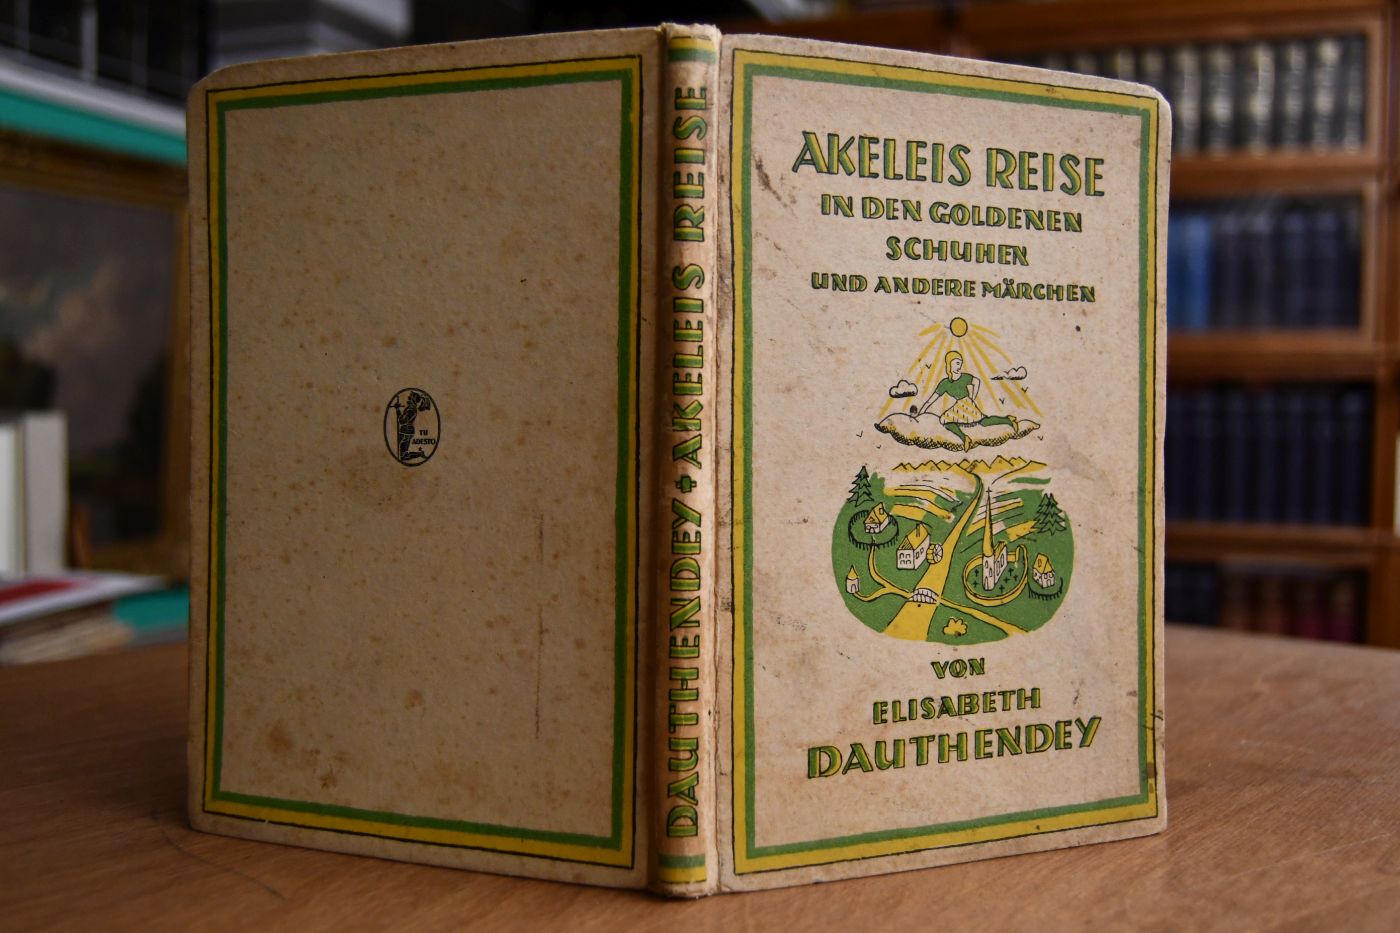 TU
ADESTO
DAUTHENDEY + AKELEIS REISE
AKELEIS REISE
IN DEN GOLDENEN
SCHUHEN
UND ANDERE MÄRCHEN
VON
ELISABETH
DAUTHENDEY